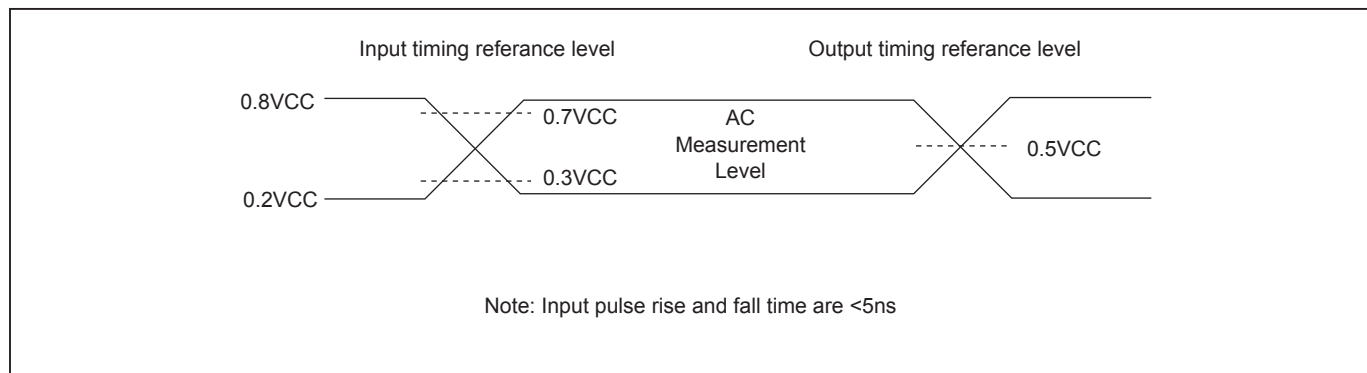 Input timing referance level
Output timing referance level
0.8VCC
0.7VCC
AC
Measurement
Level
0.5VCC
0.3VCC
0.2VCC
Note: Input pulse rise and fall time are <5ns